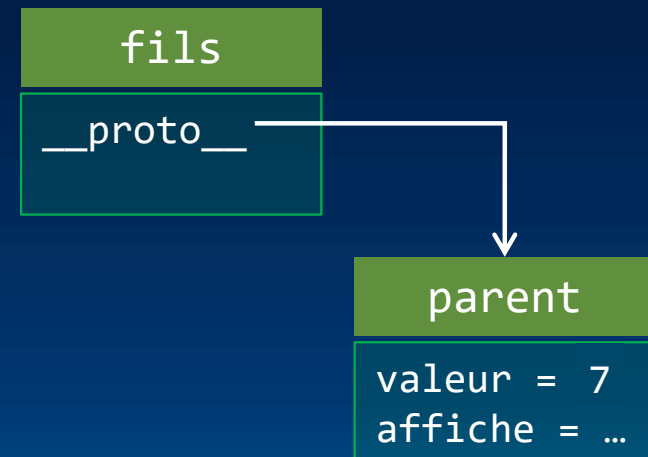 fils
__proto__
parent
valeur = 7
affiche = …